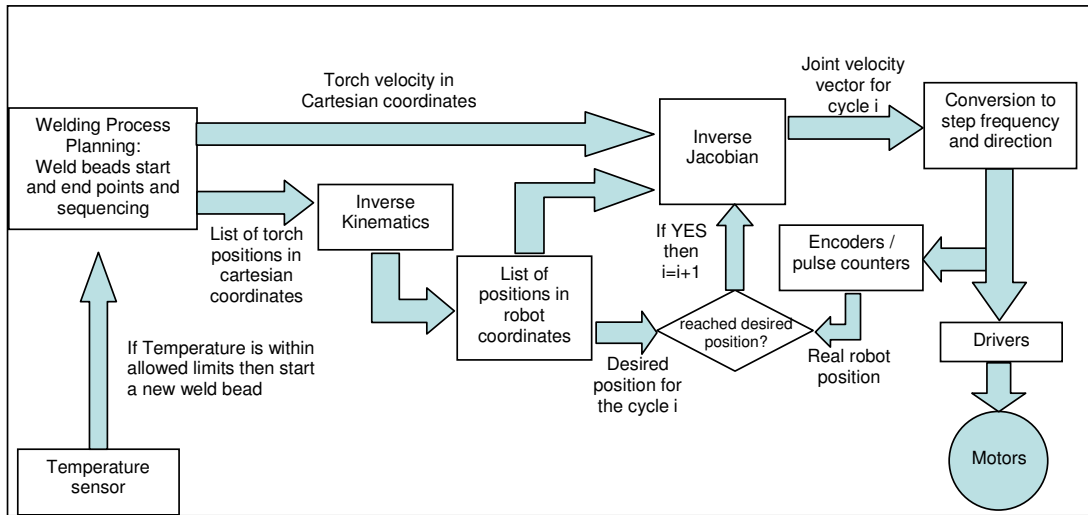 Torch velocity in
Cartesian coordinates
Joint velocity
vector for
cycle i
Welding Process
Planning:
Weld beads start
and end points and
sequencing
Inverse
Jacobian
Conversion to
step frequency
and direction
Inverse
Kinematics
List of torch
positions in
cartesian
coordinates
If YES
then
i=i+1
Encoders /
pulse counters
List of
positions in
robot
coordinates
reached desired
position?
Drivers
If Temperature is within
allowed limits then start
a new weld bead
Desired
position for
the cycle i
Real robot
position
Temperature
sensor
Motors